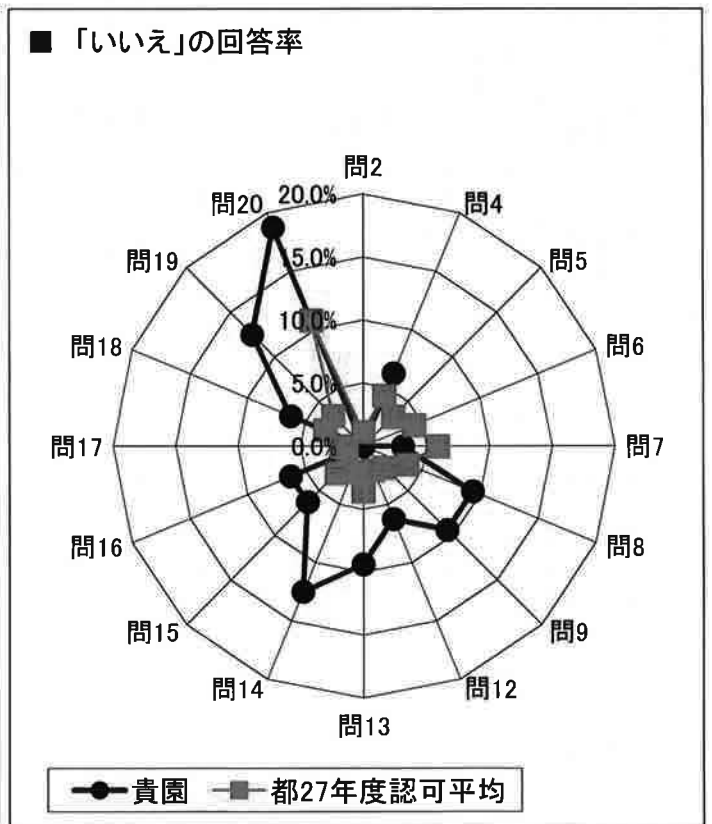 ■ 「いいえ」の回答率
問2
問4
問5
問6
問7
問8
問9
問12
問13
問14
問15
問16
問17
問18
問19
問20
20.0%
15.0%
10.0%
5.0%
0.0%
貴園
都27年度認可平均